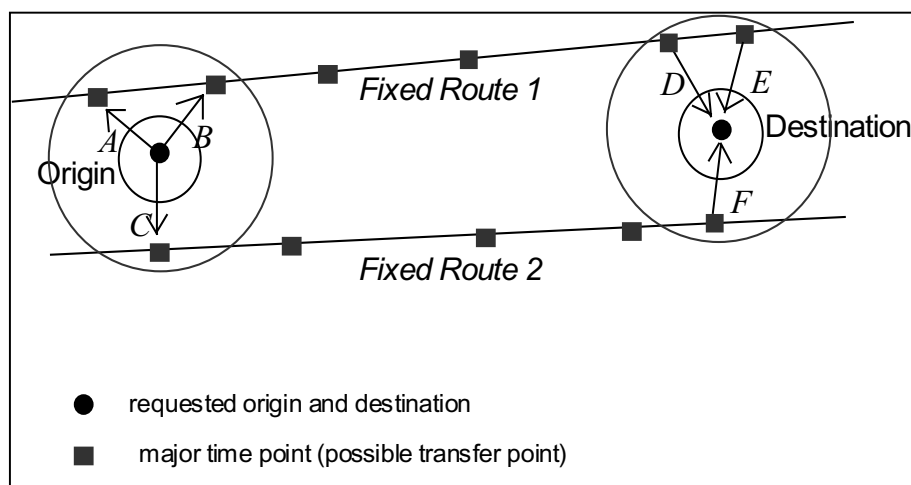 Fixed Route 1
D
E
A
B
Destination
Origin
C
F
Fixed Route 2
requested origin and destination
major time point (possible transfer point)